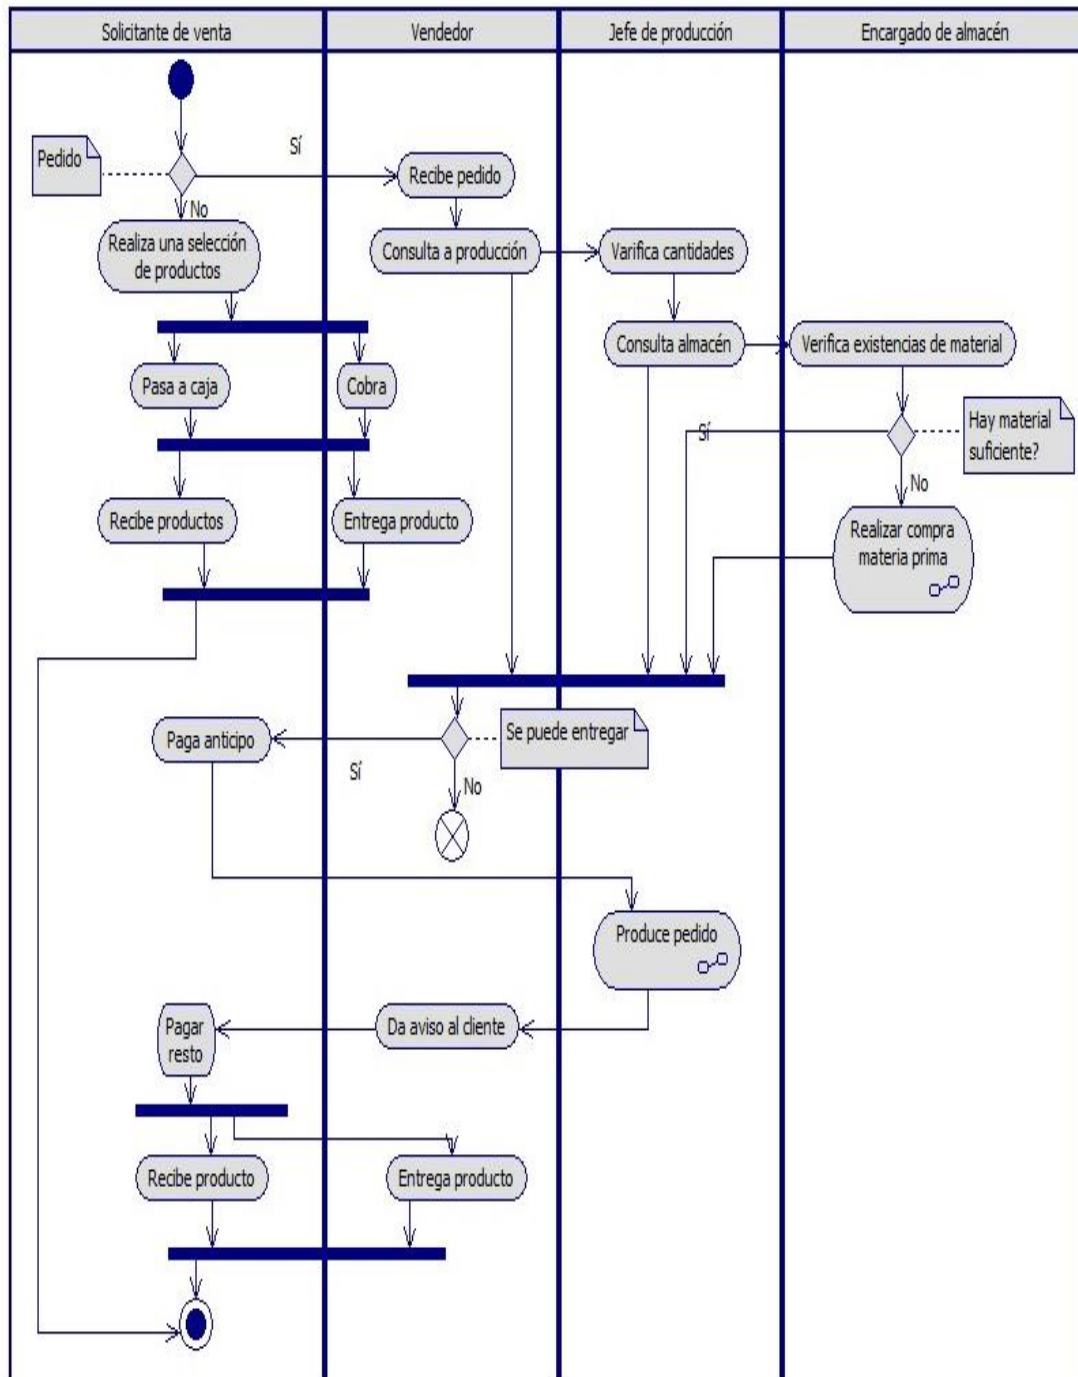 Solicitante de venta
Vendedor
Jefe de producción
Encargado de almacén
Pedido
Sí
Recibe pedido
No
Realiza una selección
de productos
Consulta a producción
Varifica cantidades
Consulta almacén
Verifica existencias de material
Pasa a caja
Cobra
Hay material
suficiente?
Sí
No
Recibe productos
Entrega producto
Realizar compra
materia prima
Se puede entregar
Paga anticipo
Sí
No
Produce pedido
Da aviso al cliente
Pagar
resto
Recibe producto
Entrega producto